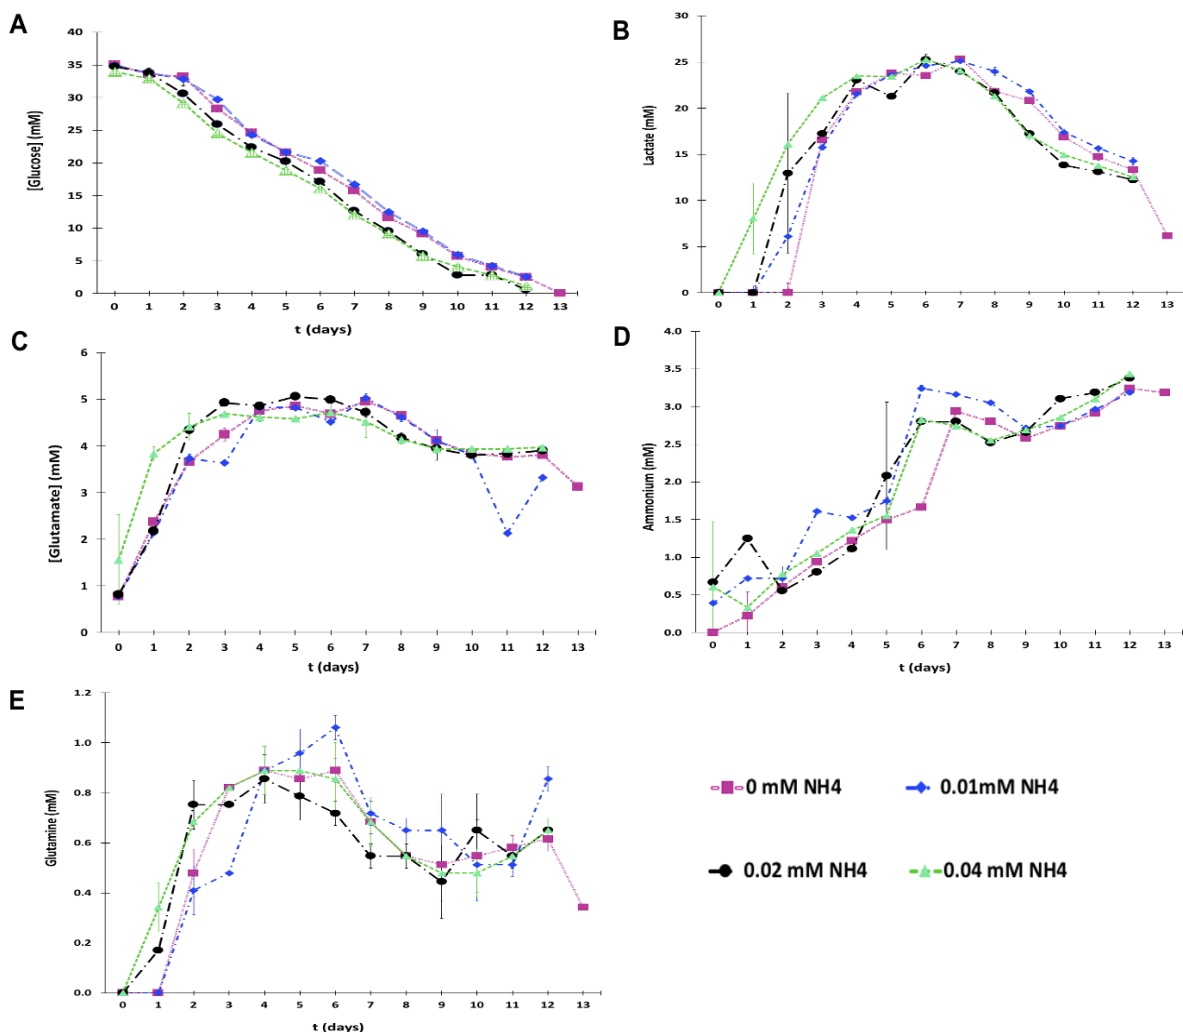 A
40
35
30
25
20
15
10
5
0
[Glucose] (mM)
0 1 2 3 4 5 6 7 8 9 10 11 12 13
t (days)
B
30
25
20
15
10
5
0
Lactate (mM)
0 1 2 3 4 5 6 7 8 9 10 11 12 13
t (days)
C
6
5
4
3
2
1
0
[Glutamate] (mM)
0 1 2 3 4 5 6 7 8 9 10 11 12 13
t (days)
D
4.0
3.5
3.0
2.5
2.0
1.5
1.0
0.5
0.0
Ammonium (mM)
0 1 2 3 4 5 6 7 8 9 10 11 12 13
t (days)
E
1.2
1.0
0.8
0.6
0.4
0.2
0.0
Glutamine (mM)
0 1 2 3 4 5 6 7 8 9 10 11 12 13
t (days)
0 mM NH4
0.01mM NH4
0.02 mM NH4
0.04 mM NH4